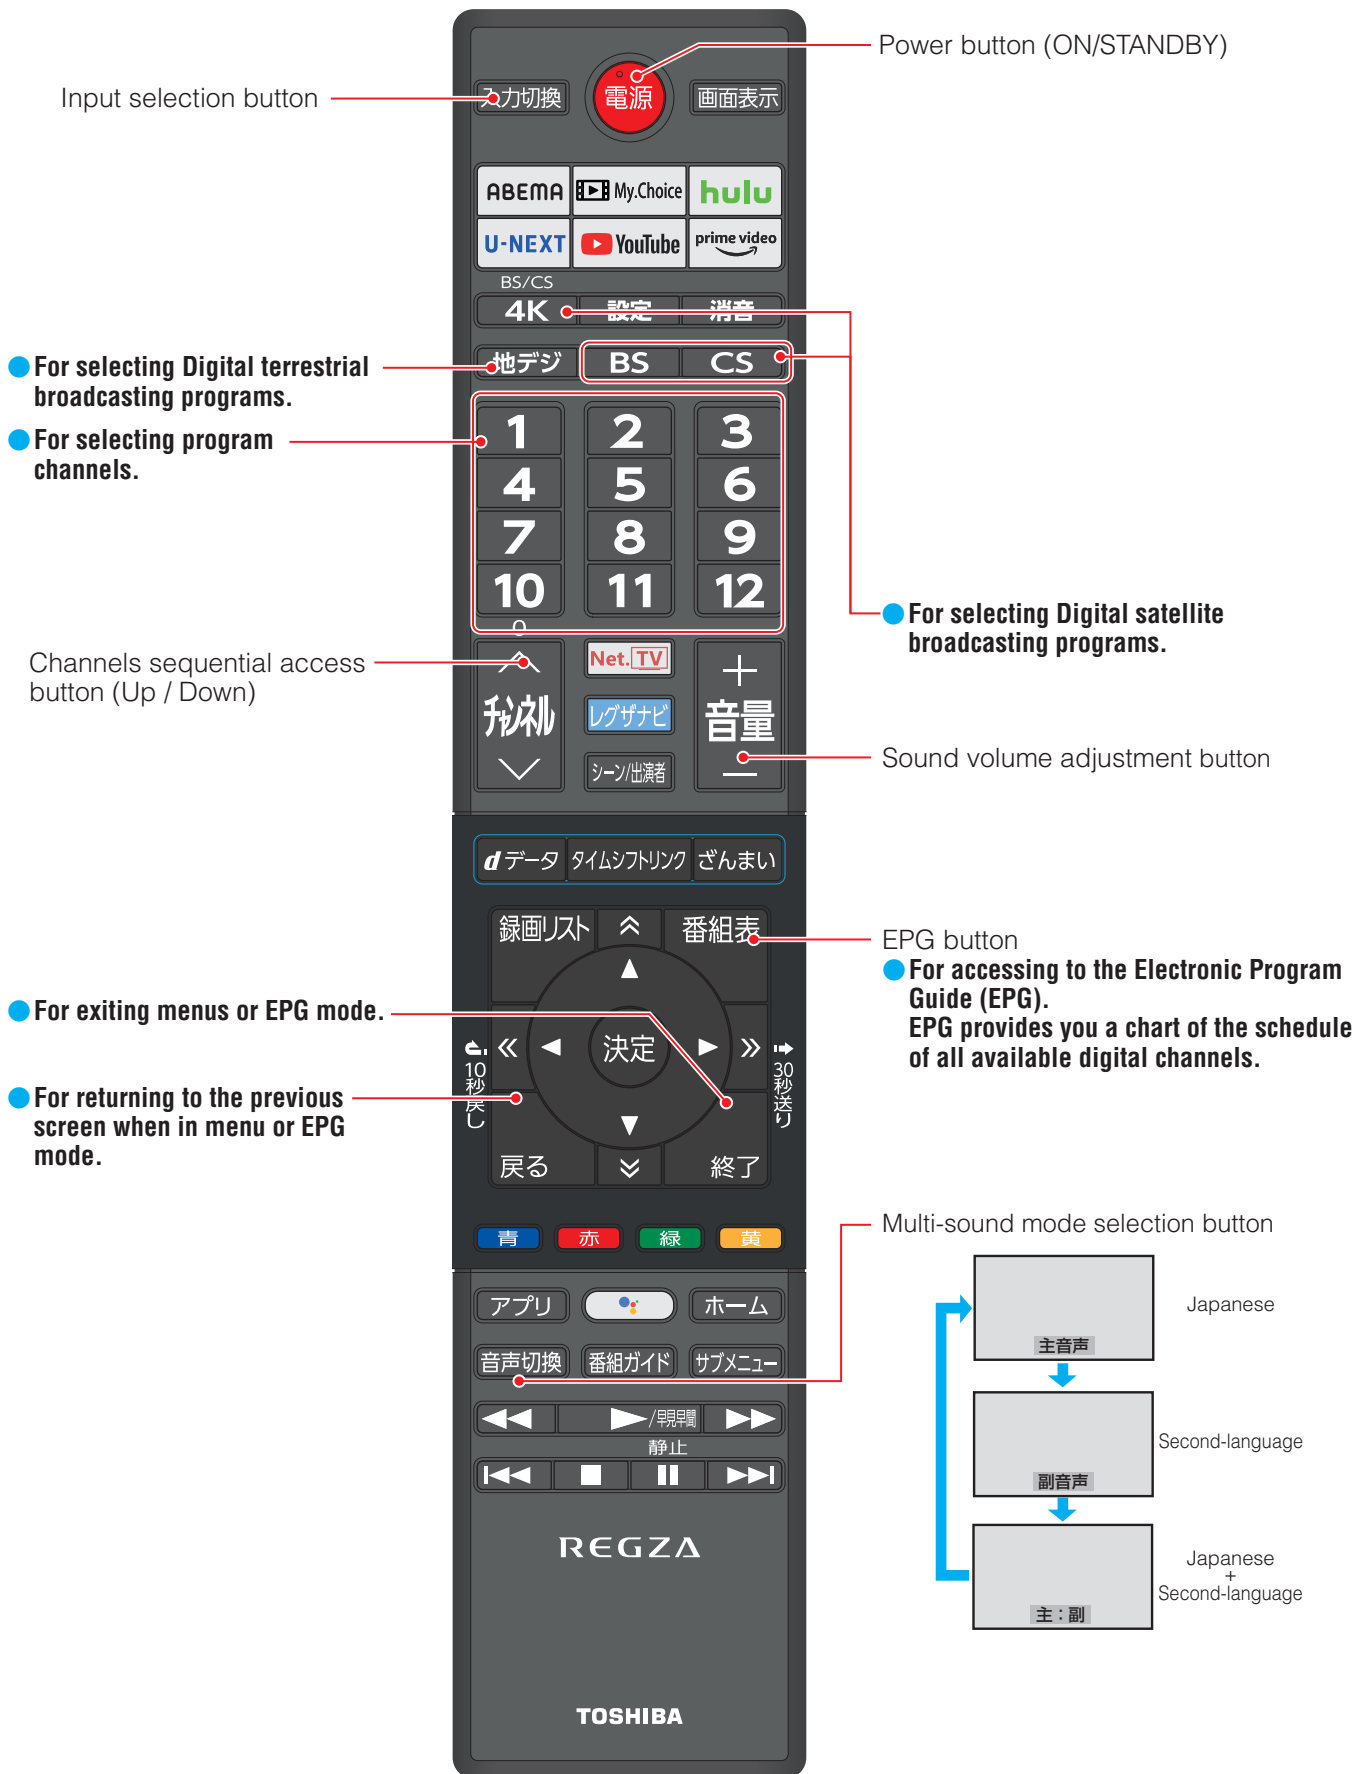 Power button (ON/STANDBY)
Input selection button
入力切換
電源
画面表示
ABEMA
My.Choice
hulu
U-NEXT
YouTube
prime video
BS/CS
4K
設定
消音
地デジ
BS
CS
For selecting Digital terrestrial
broadcasting programs.
For selecting program
channels.
1
2
3
4
5
6
7
8
9
10
11
12
0
For selecting Digital satellite
broadcasting programs.
Channels sequential access
button (Up / Down)
チャンネル
Net.TV
レグザナビ
シーン/出演者
+
音量
－
Sound volume adjustment button
dデータ
タイムシフトリンク
ざんまい
録画リスト
番組表
EPG button
For accessing to the Electronic Program
Guide (EPG).
EPG provides you a chart of the schedule
of all available digital channels.
For exiting menus or EPG mode.
決定
10秒戻し
30秒送り
For returning to the previous
screen when in menu or EPG
mode.
戻る
終了
青
赤
緑
黄
Multi-sound mode selection button
アプリ
ホーム
音声切換
番組ガイド
サブメニュー
/早見早聞
静止
主音声
Japanese
副音声
Second-language
主：副
Japanese
+
Second-language
REGZA
TOSHIBA